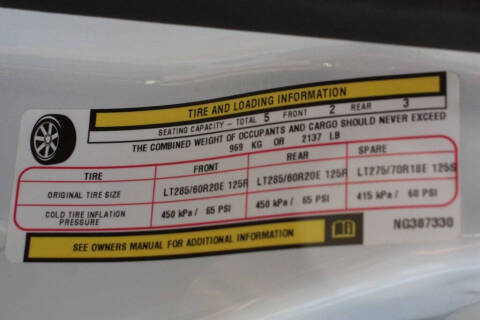 TIRE AND LOADING INFORMATION
SEATING CAPACITY - TOTAL 5 FRONT 2 REAR 3
THE COMBINED WEIGHT OF OCCUPANTS AND CARGO SHOULD NEVER EXCEED
969 KG OR 2137 LB
TIRE FRONT REAR SPARE
ORIGINAL TIRE SIZE LT285/60R20E 125R LT285/60R20E 125R LT275/70R18E 125S
COLD TIRE INFLATION PRESSURE 450 kPa / 65 PSI 450 kPa / 65 PSI 415 kPa / 60 PSI
SEE OWNERS MANUAL FOR ADDITIONAL INFORMATION
NG387330